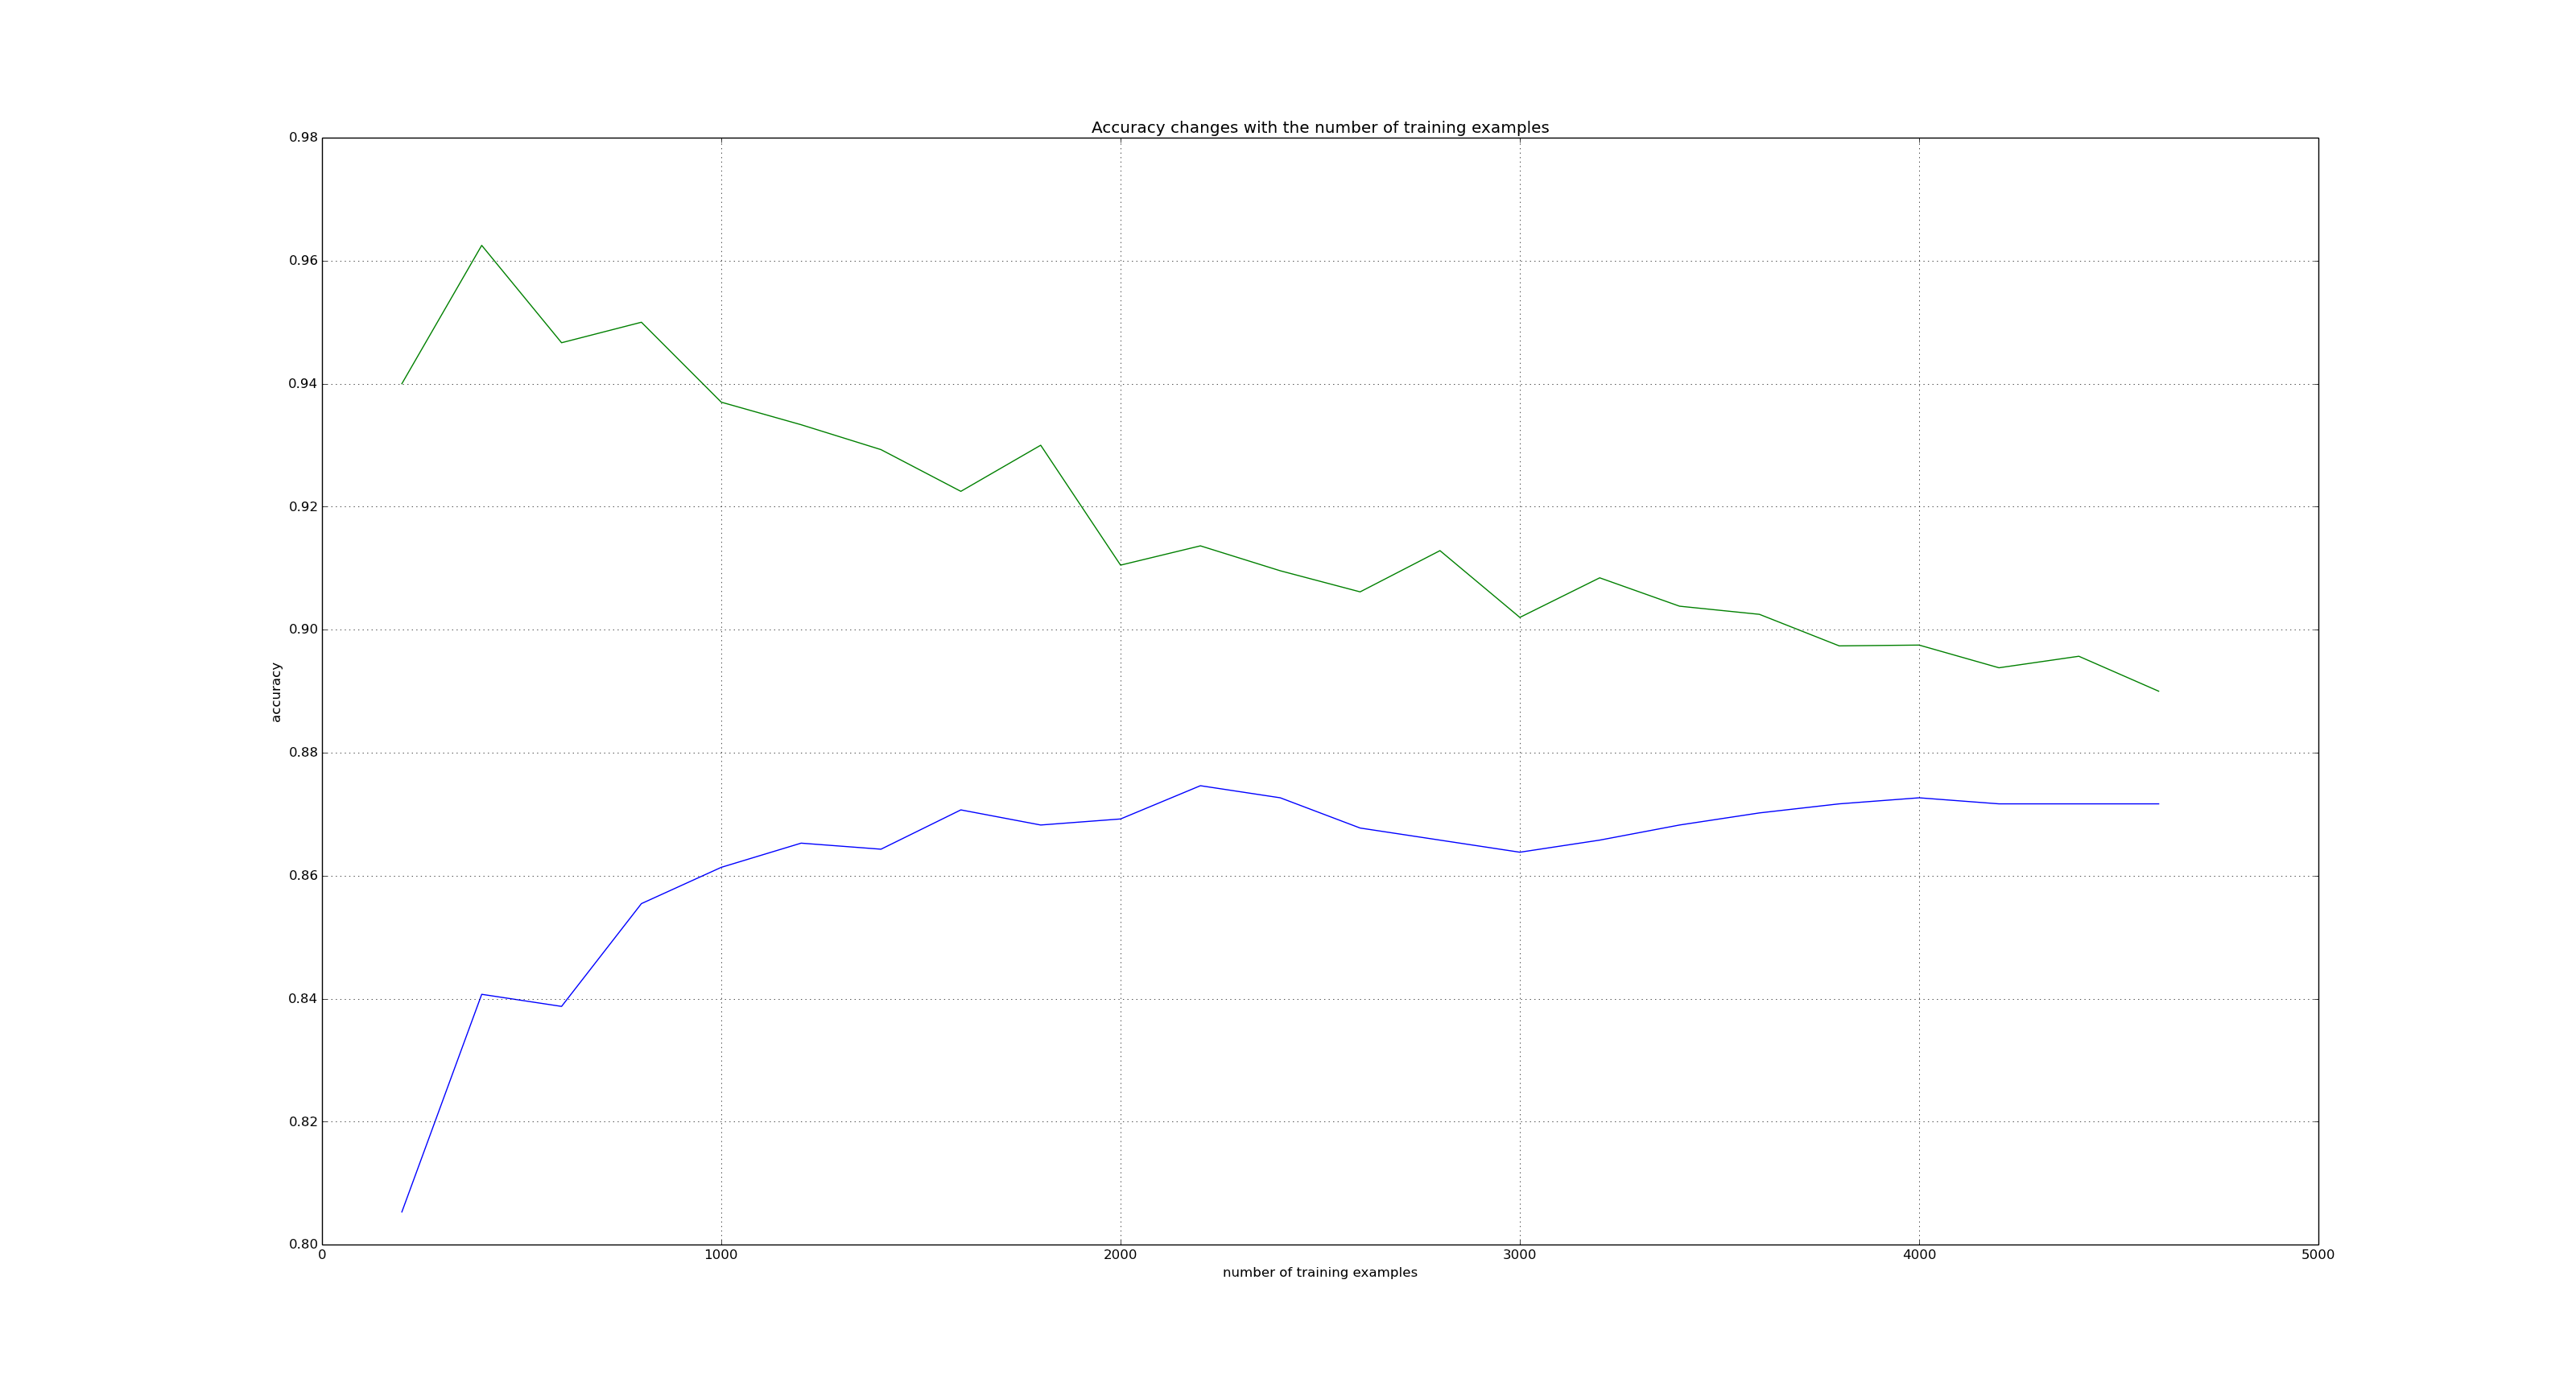 Accuracy changes with the number of training examples
0.98
0.96
0.94
0.92
0.90
0.88
0.86
0.84
0.82
0.80
accuracy
0 1000 2000 3000 4000 5000
number of training examples